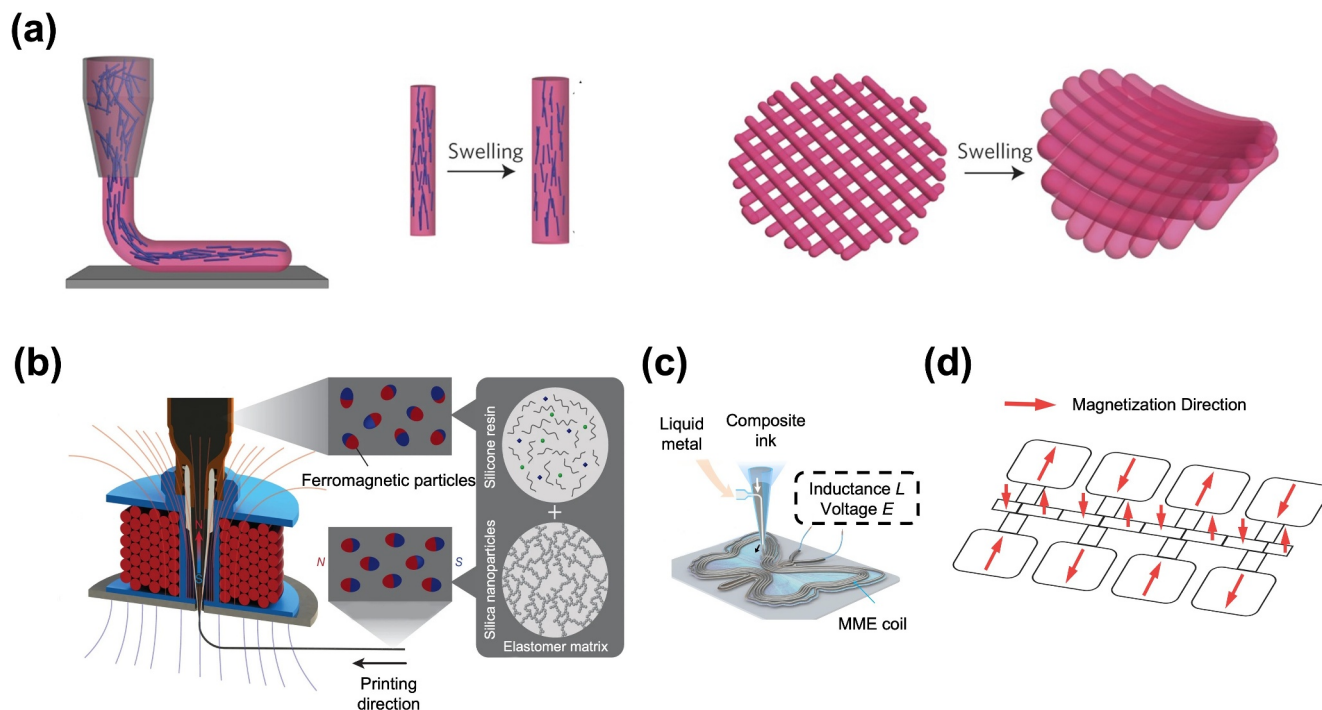 (a)
Swelling
Swelling
(b)
Ferromagnetic particles
N
S
N
S
Silicone resin
+
Silica nanoparticles
Elastomer matrix
Printing
direction
(c)
Liquid
metal
Composite
ink
Inductance L
Voltage E
MME coil
(d)
Magnetization Direction